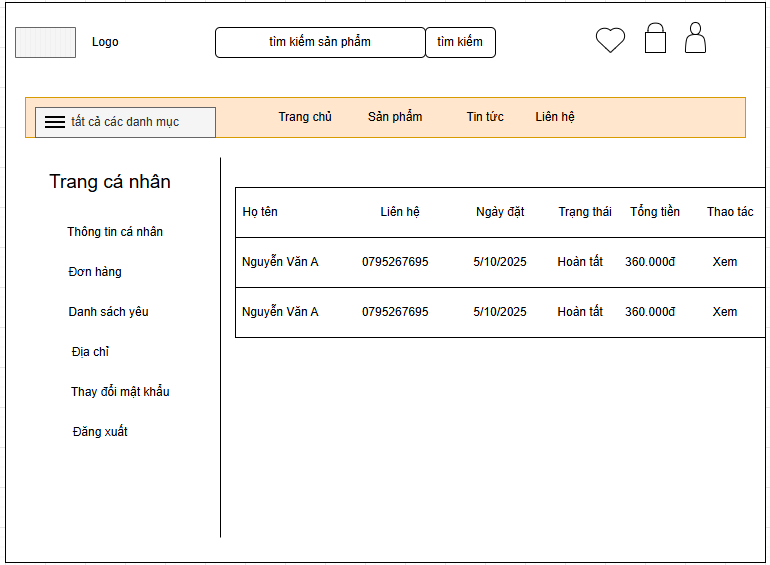 Logo
tìm kiếm sản phẩm
tìm kiếm
tất cả các danh mục
Trang chủ
Sản phẩm
Tin tức
Liên hệ
Trang cá nhân
Thông tin cá nhân
Đơn hàng
Danh sách yêu
Địa chỉ
Thay đổi mật khẩu
Đăng xuất
Họ tên Liên hệ Ngày đặt Trạng thái Tổng tiền Thao tác
Nguyễn Văn A 0795267695 5/10/2025 Hoàn tất 360.000đ Xem
Nguyễn Văn A 0795267695 5/10/2025 Hoàn tất 360.000đ Xem